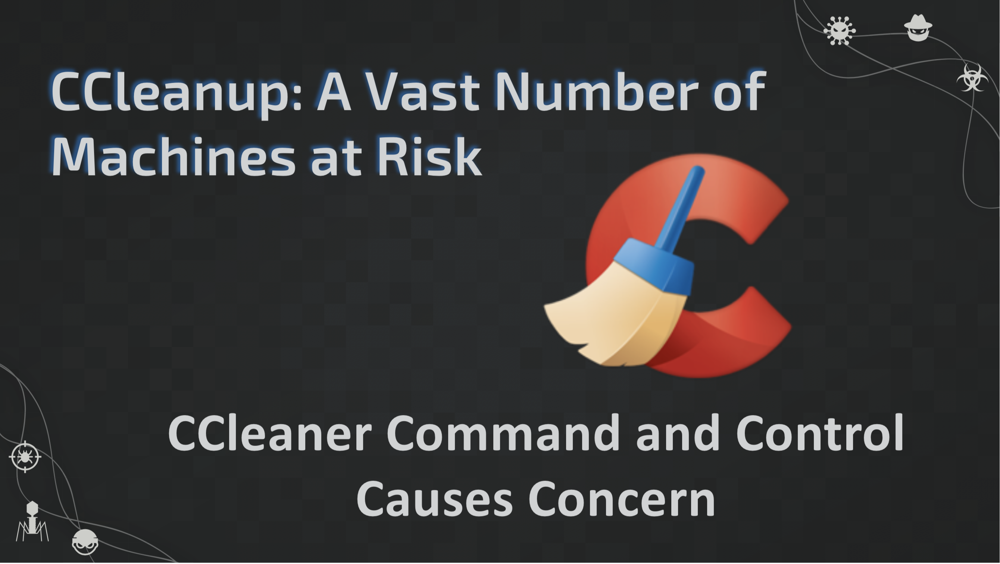 CCleanup: A Vast Number of
Machines at Risk
CCleaner Command and Control
Causes Concern